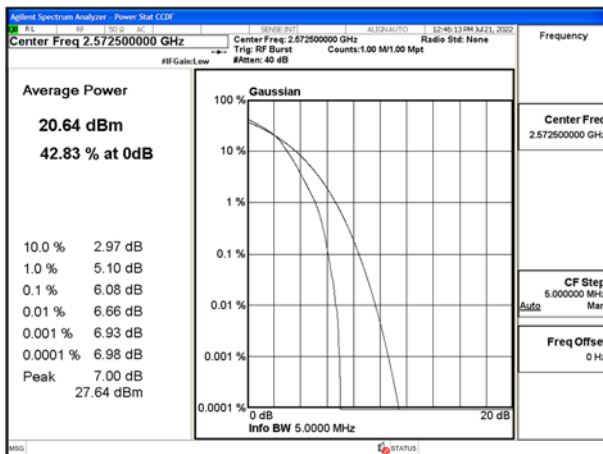 Agilent Spectrum Analyzer - Power Stat CCDF
RL RF 50 Ω AC SENSE:INT ALIGN AUTO 12:46:13 PM Jul 21, 2022
Center Freq 2.572500000 GHz
Center Freq: 2.572500000 GHz Radio Std: None
Trig: RF Burst Counts:1.00 M/1.00 Mpt
#IFGain:Low #Atten: 40 dB
Frequency
Average Power
20.64 dBm
42.83 % at 0dB
10.0 % 2.97 dB
1.0 % 5.10 dB
0.1 % 6.08 dB
0.01 % 6.66 dB
0.001 % 6.93 dB
0.0001 % 6.98 dB
Peak 7.00 dB
27.64 dBm
Gaussian
100 %
10 %
1 %
0.1 %
0.01 %
0.001 %
0.0001 %
0 dB 20 dB
Info BW 5.0000 MHz
Center Freq
2.572500000 GHz
CF Step
5.000000 MHz
Auto Man
Freq Offset
0 Hz
MSG STATUS